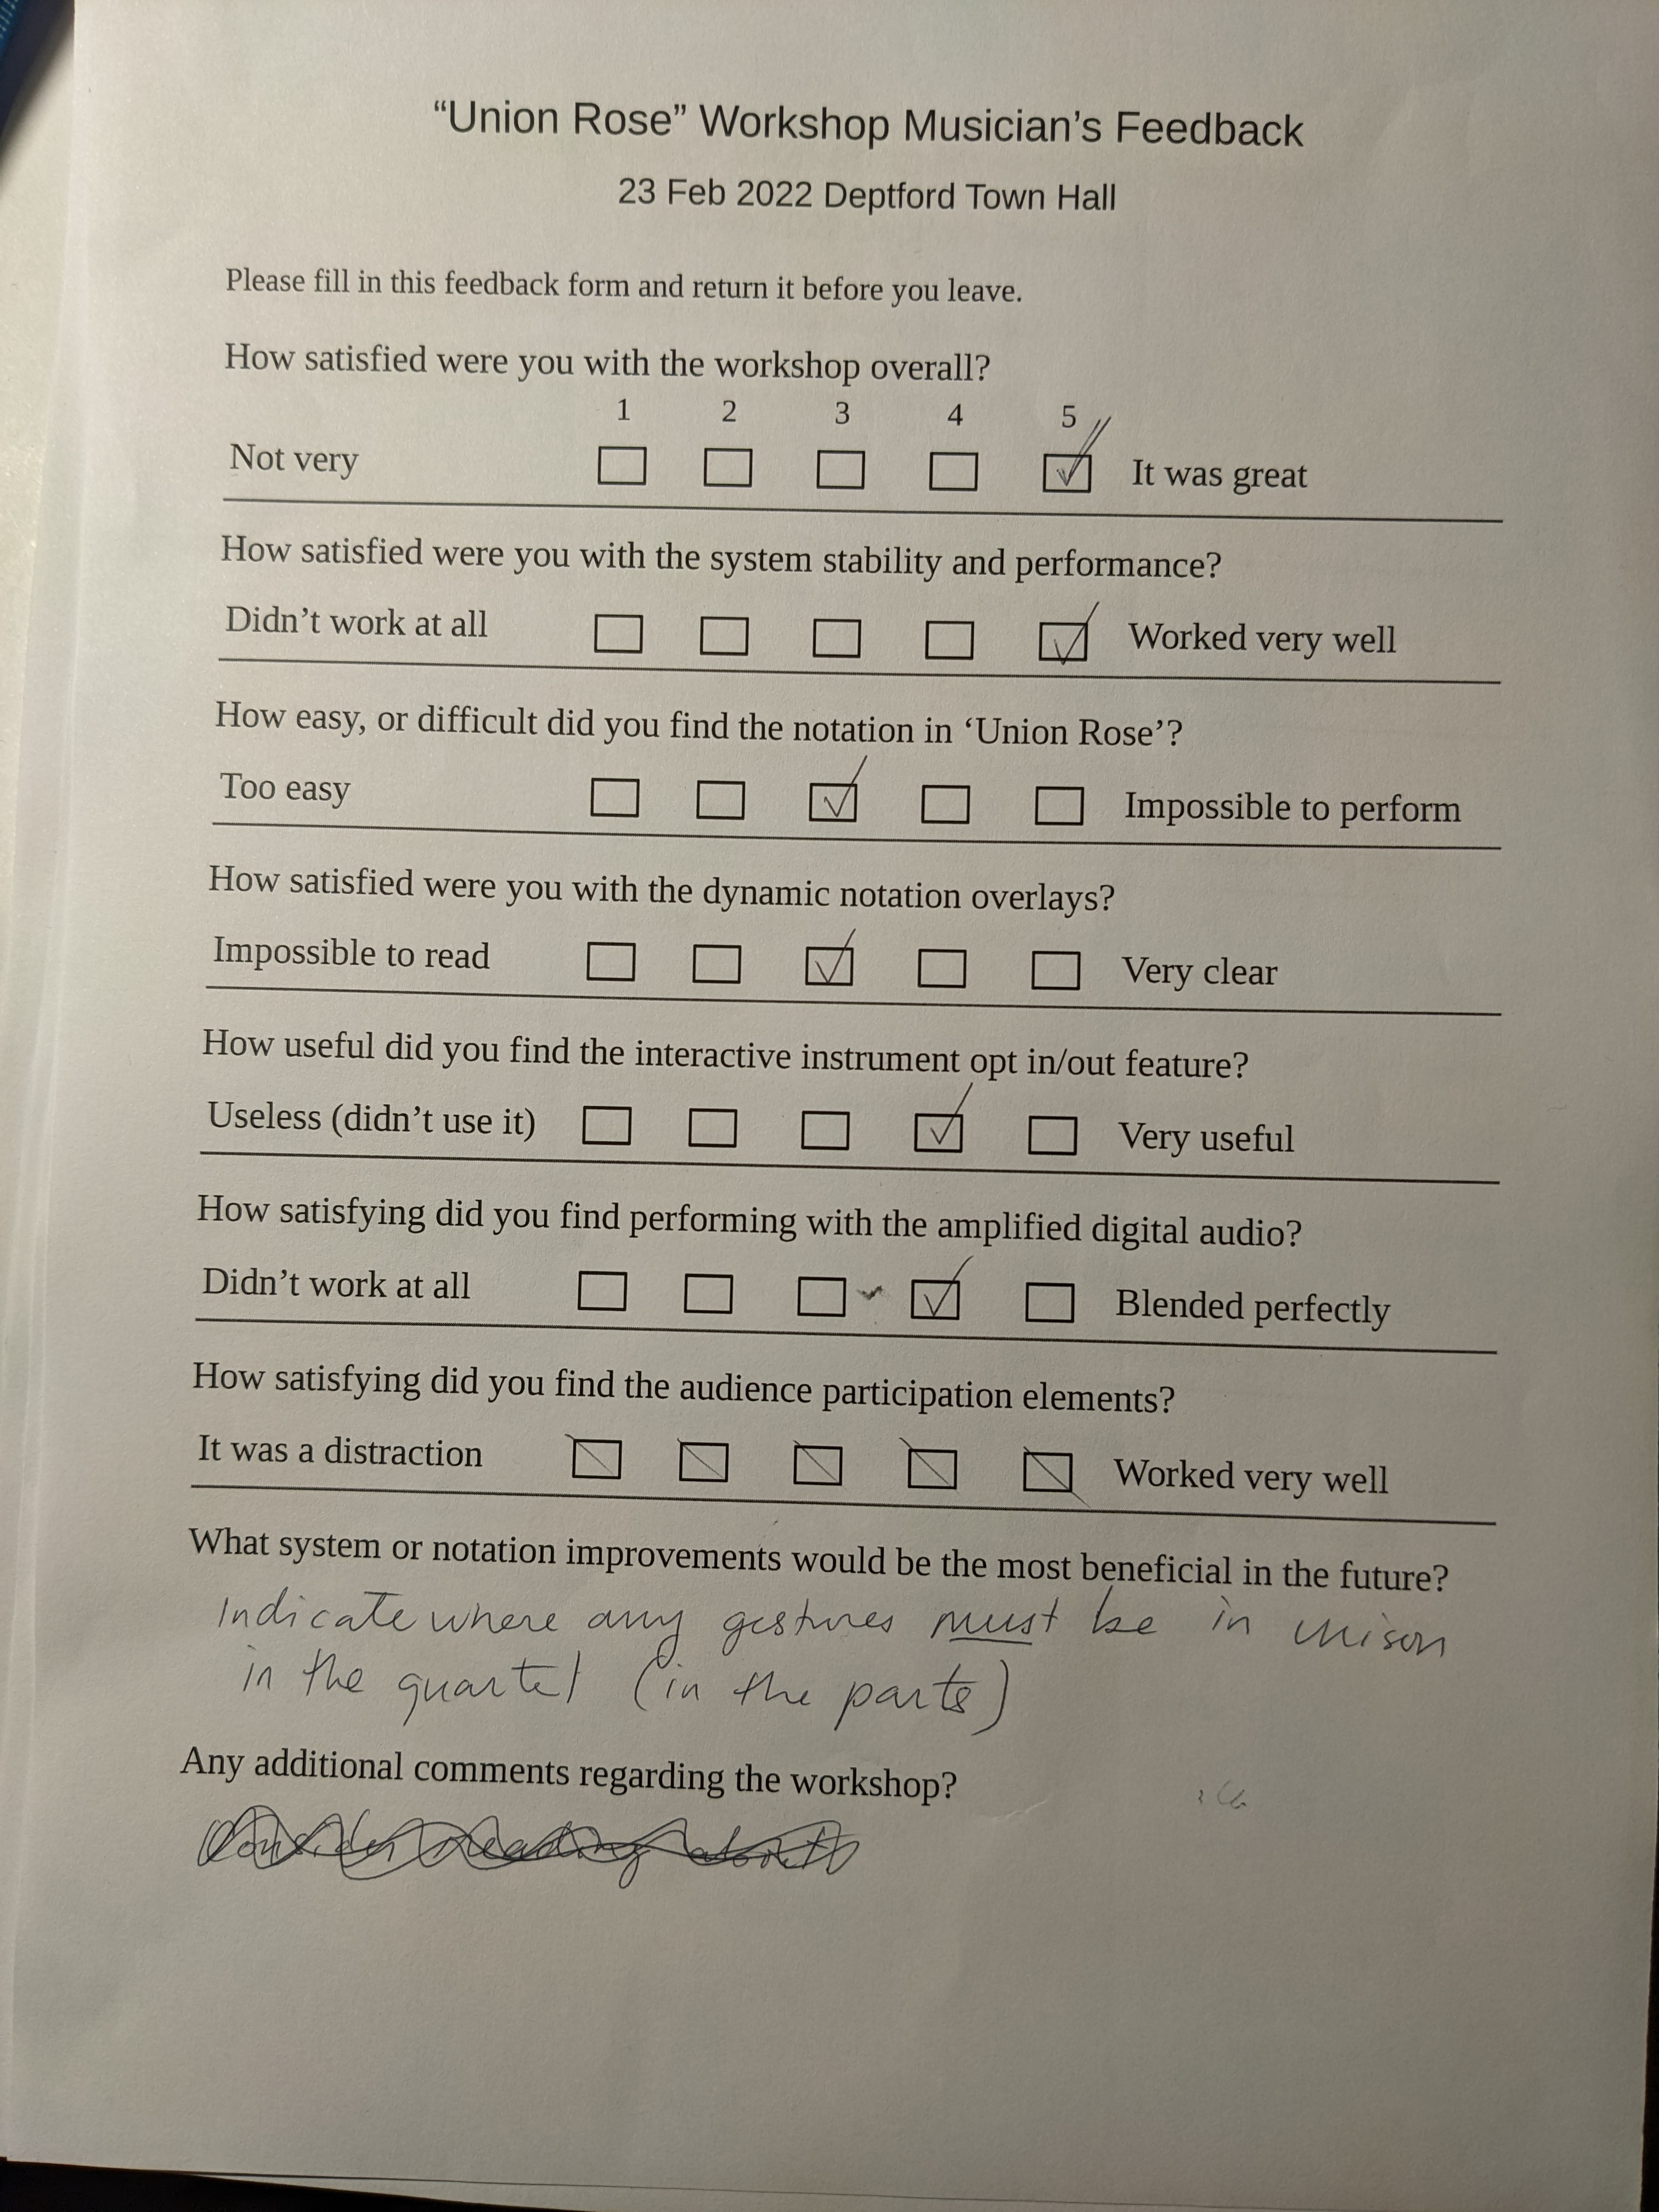 “Union Rose” Workshop Musician’s Feedback
23 Feb 2022 Deptford Town Hall
Please fill in this feedback form and return it before you leave.
How satisfied were you with the workshop overall?
1 2 3 4 5
Not very It was great
How satisfied were you with the system stability and performance?
Didn’t work at all Worked very well
How easy, or difficult did you find the notation in ‘Union Rose’?
Too easy Impossible to perform
How satisfied were you with the dynamic notation overlays?
Impossible to read Very clear
How useful did you find the interactive instrument opt in/out feature?
Useless (didn’t use it) Very useful
How satisfying did you find performing with the amplified digital audio?
Didn’t work at all Blended perfectly
How satisfying did you find the audience participation elements?
It was a distraction Worked very well
What system or notation improvements would be the most beneficial in the future?
Indicate where any gestures must be in unison
in the quartet (in the parts)
Any additional comments regarding the workshop?